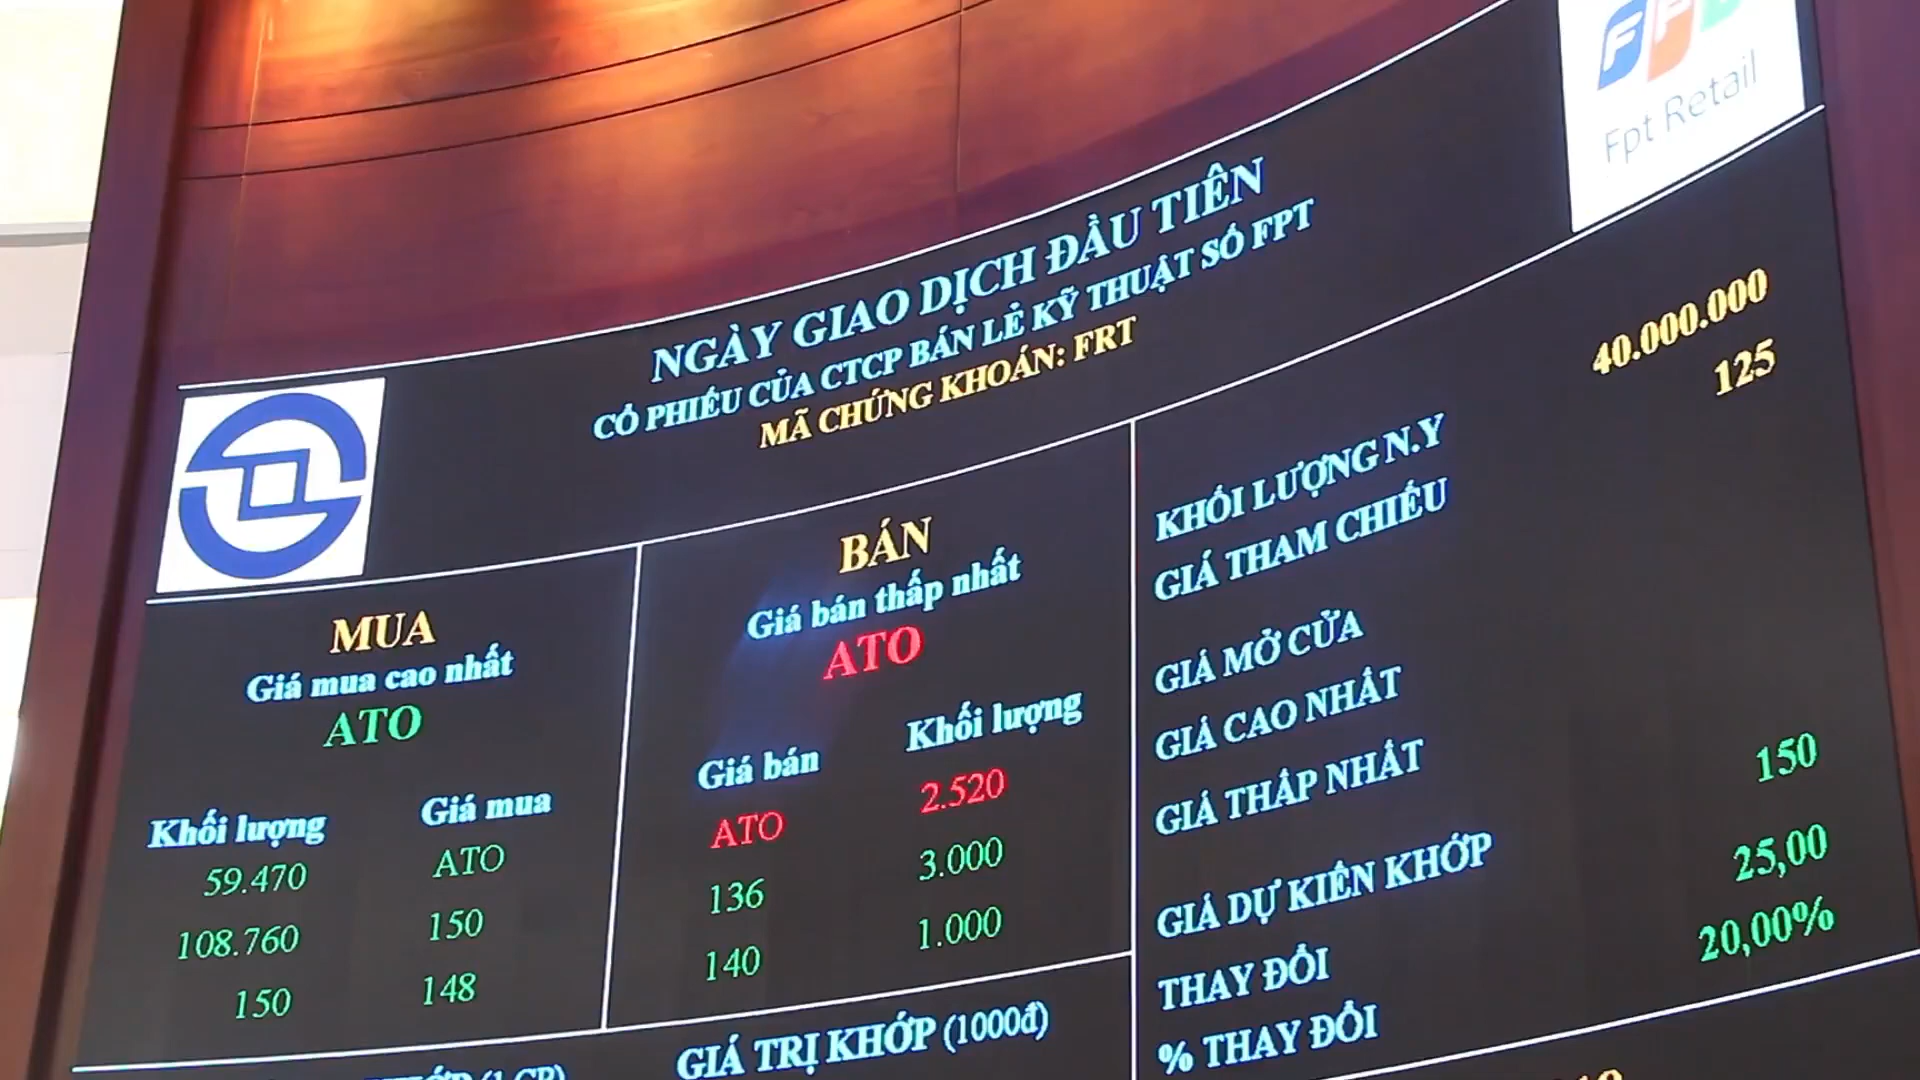 FPT
Fpt Retail
NGÀY GIAO DỊCH ĐẦU TIÊN
CỔ PHIẾU CỦA CTCP BÁN LẺ KỸ THUẬT SỐ FPT
MÃ CHỨNG KHOÁN: FRT
MUA
Giá mua cao nhất
ATO
Khối lượng Giá mua
59.470 ATO
108.760 150
150 148
BÁN
Giá bán thấp nhất
ATO
Giá bán Khối lượng
ATO 2.520
136 3.000
140 1.000
KHỐI LƯỢNG N.Y 40.000.000
GIÁ THAM CHIẾU 125
GIÁ MỞ CỬA
GIÁ CAO NHẤT
GIÁ THẤP NHẤT
GIÁ DỰ KIẾN KHỚP 150
THAY ĐỔI 25,00
% THAY ĐỔI 20,00%
GIÁ TRỊ KHỚP (1000đ)